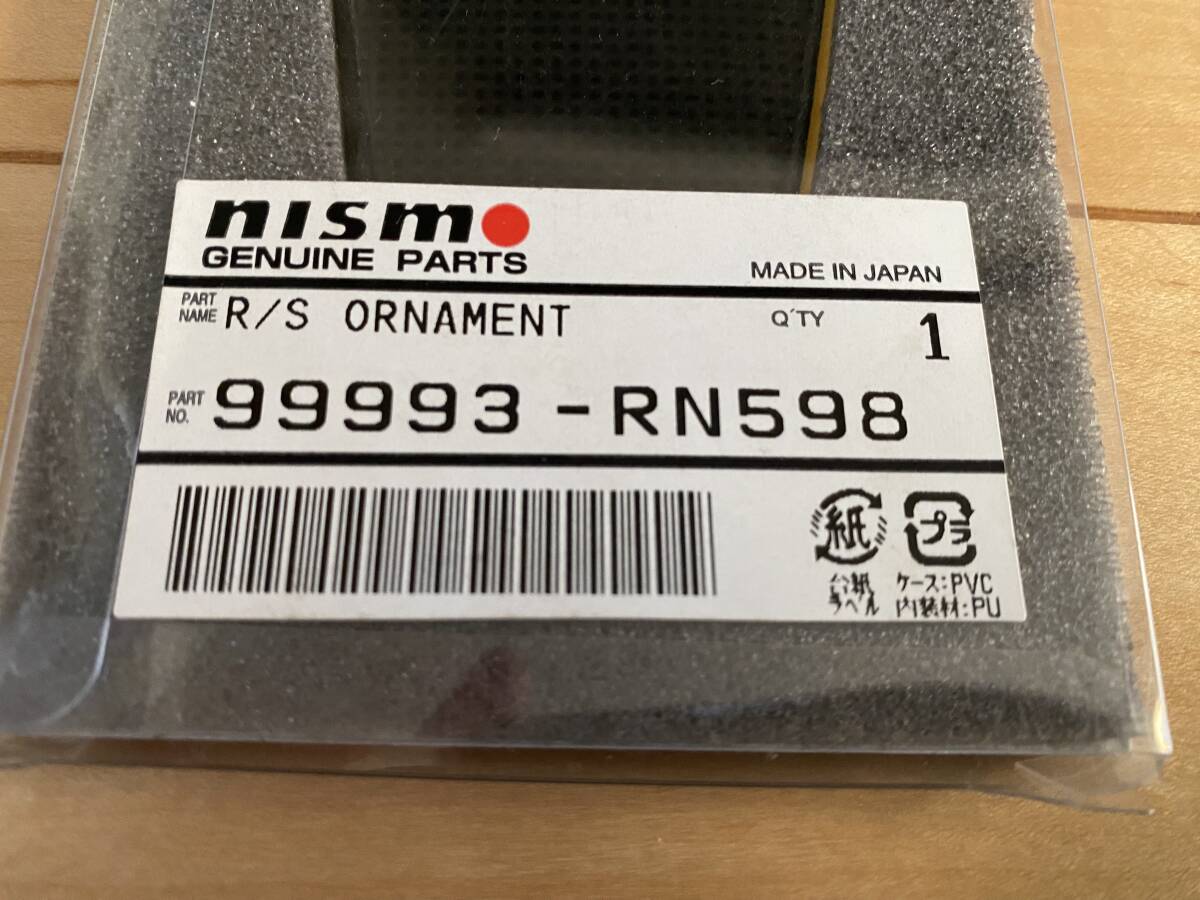 nismo
GENUINE PARTS
MADE IN JAPAN
PART NAME R/S ORNAMENT Q'TY 1
PART NO. 99993-RN598
紙 プラ
台紙 ケース:PVC
ラベル 内装材:PU